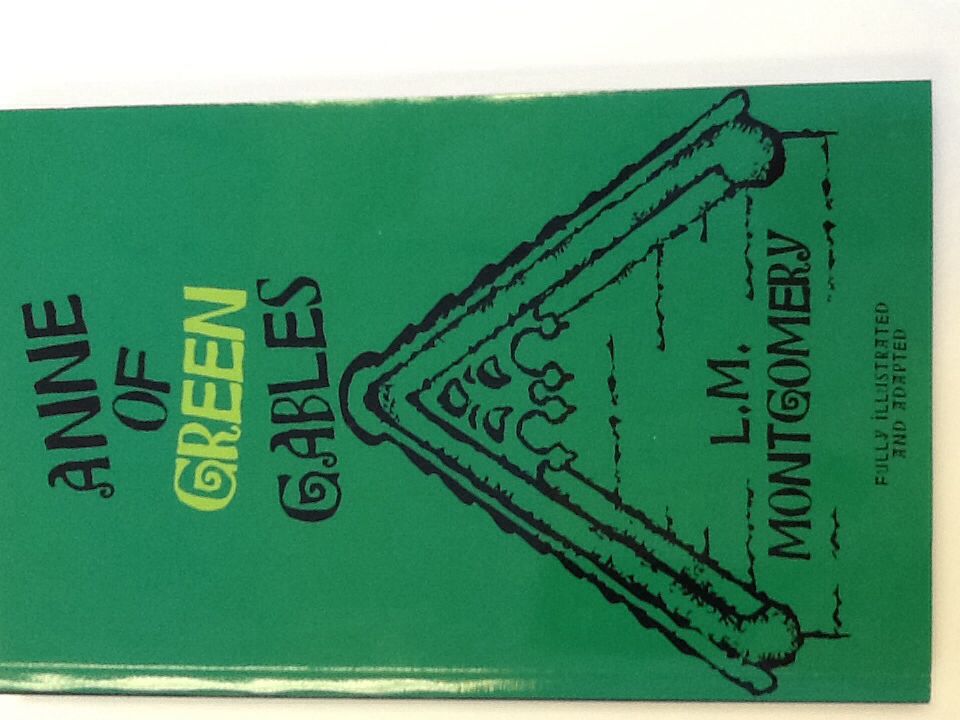 ANNE
OF
GREEN
GABLES
L.M.
MONTGOMERY
FULLY ILLUSTRATED
AND ADAPTED